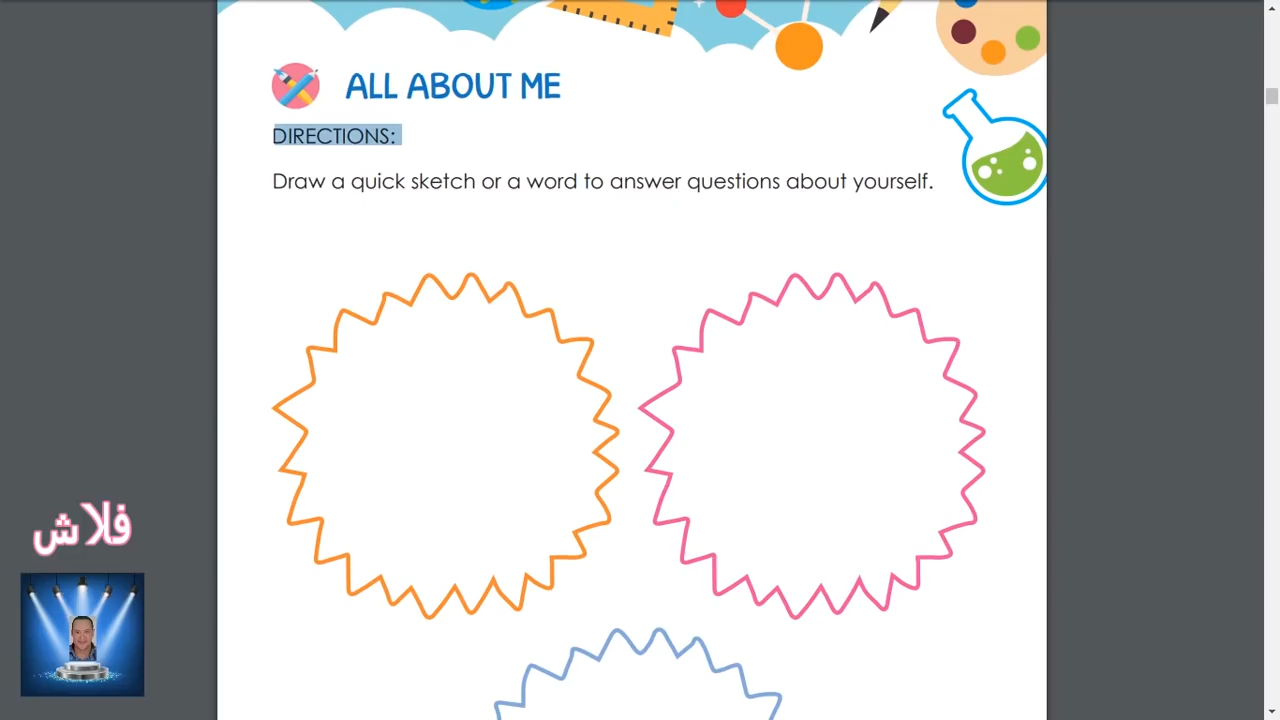 ALL ABOUT ME
DIRECTIONS:
Draw a quick sketch or a word to answer questions about yourself.
فلاش